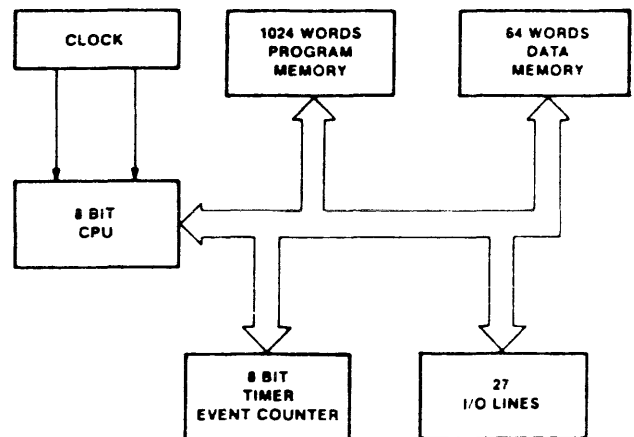 CLOCK
1024 WORDS
PROGRAM
MEMORY
64 WORDS
DATA
MEMORY
8 BIT
CPU
8 BIT
TIMER
EVENT COUNTER
27
I/O LINES